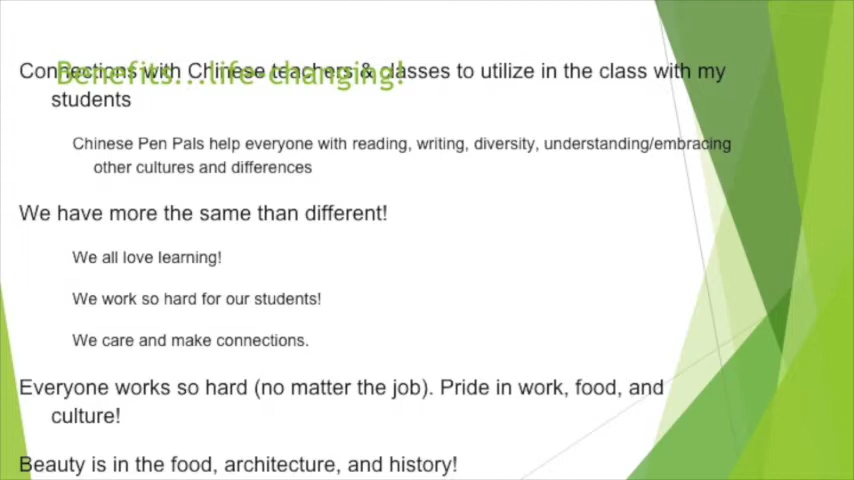 Benefits...life-changing!
Connections with Chinese teachers & classes to utilize in the class with my
students
Chinese Pen Pals help everyone with reading, writing, diversity, understanding/embracing
other cultures and differences
We have more the same than different!
We all love learning!
We work so hard for our students!
We care and make connections.
Everyone works so hard (no matter the job). Pride in work, food, and
culture!
Beauty is in the food, architecture, and history!